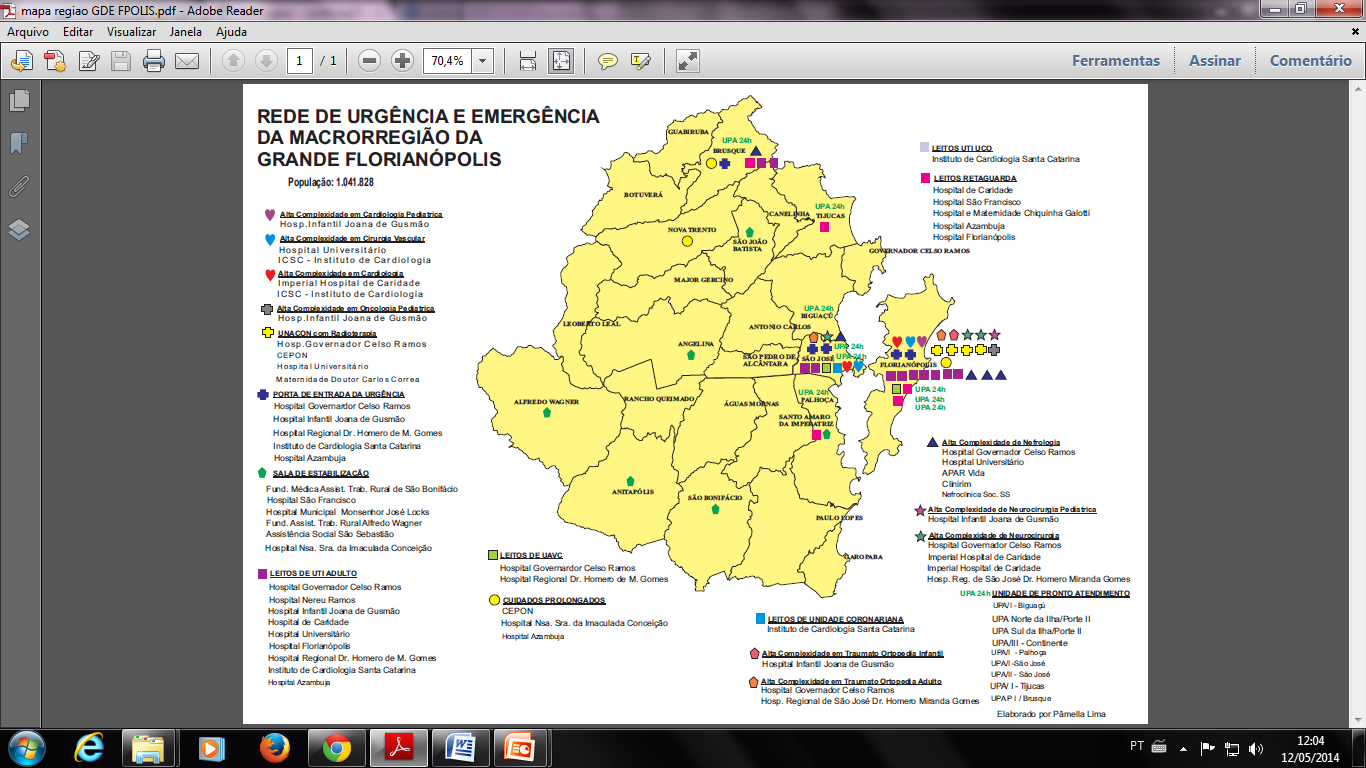 mapa regiao GDE FPOLIS.pdf - Adobe Reader
Arquivo Editar Visualizar Janela Ajuda
1 / 1 70,4% Ferramentas Assinar Comentário
REDE DE URGÊNCIA E EMERGÊNCIA
DA MACRORREGIÃO DA
GRANDE FLORIANÓPOLIS
População: 1.041.828
Alta Complexidade em Cardiologia Pediatrica
Hosp.Infantil Joana de Gusmão
Alta Complexidade em Cirurgia Vascular
Hospital Universitário
ICSC - Instituto de Cardiologia
Alta Complexidade em Cardiologia
Imperial Hospital de Caridade
ICSC - Instituto de Cardiologia
Alta Complexidade em Oncologia Pediatrica
Hosp.Infantil Joana de Gusmão
UNACON com Radioterapia
Hosp.Governador Celso Ramos
CEPON
Hospital Universitário
Maternidade Doutor Carlos Correa
PORTA DE ENTRADA DA URGÊNCIA
Hospital Governardor Celso Ramos
Hospital Infantil Joana de Gusmão
Hospital Regional Dr. Homero de M. Gomes
Instituto de Cardiologia Santa Catarina
Hospital Azambuja
SALA DE ESTABILIZAÇÃO
Fund. Médica Assist. Trab. Rural de São Bonifácio
Hospital São Francisco
Hospital Municipal Monsenhor José Locks
Fund. Assist. Trab. Rural Alfredo Wagner
Assistência Social São Sebastião
Hospital Nsa. Sra. da Imaculada Conceição
LEITOS DE UTI ADULTO
Hospital Governador Celso Ramos
Hospital Nereu Ramos
Hospital Infantil Joana de Gusmão
Hospital de Caridade
Hospital Universitário
Hospital Florianópolis
Hospital Regional Dr. Homero de M. Gomes
Instituto de Cardiologia Santa Catarina
Hospital Azambuja
LEITOS DE UAVC
Hospital Governardor Celso Ramos
Hospital Regional Dr. Homero de M. Gomes
CUIDADOS PROLONGADOS
CEPON
Hospital Nsa. Sra. da Imaculada Conceição
Hospital Azambuja
GUABIRUBA
UPA 24h
BRUSQUE
BOTUVERÁ
UPA 24h
CANELINHA
TIJUCAS
NOVA TRENTO
SÃO JOÃO
BATISTA
GOVERNADOR CELSO RAMOS
MAJOR GERCINO
UPA 24h
BIGUAÇÚ
LEOBERTO LEAL
ANTONIO CARLOS
ANGELINA
UPA 24h
SÃO PEDRO DE
ALCÂNTARA
SÃO JOSÉ
UPA 24h
FLORIANÓPOLIS
UPA 24h
UPA 24h
UPA 24h
UPA 24h
PALHOÇA
ALFREDO WAGNER
RANCHO QUEIMADO
ÁGUAS MORNAS
SANTO AMARO
DA IMPERATRIZ
ANITAPÓLIS
SÃO BONIFÁCIO
PAULO LOPES
GAROPABA
LEITOS UTI UCO
Instituto de Cardiologia Santa Catarina
LEITOS RETAGUARDA
Hospital de Caridade
Hospital São Francisco
Hospital e Maternidade Chiquinha Galotti
Hospital Azambuja
Hospital Florianópolis
Alta Complexidade de Nefrologia
Hospital Governador Celso Ramos
Hospital Universitário
APAR Vida
Clinirim
Nefroclinica Soc. SS
Alta Complexidade de Neurocirurgia Pediatrica
Hospital Infantil Joana de Gusmão
Alta Complexidade de Neurocirurgia
Hospital Governador Celso Ramos
Imperial Hospital de Caridade
Imperial Hospital de Caridade
Hosp. Reg. de São José Dr. Homero Miranda Gomes
UPA 24h UNIDADE DE PRONTO ATENDIMENTO
UPA/I - Biguaçú
UPA Norte da Ilha/Porte II
UPA Sul da Ilha/Porte II
UPA/III - Continente
UPA/I - Palhoça
UPA/I -São José
UPA/II - São José
UPA/ I - Tijucas
UPA P I / Brusque
LEITOS DE UNIDADE CORONARIANA
Instituto de Cardiologia Santa Catarina
Alta Complexidade em Traumato Ortopedia Infantil
Hospital Infantil Joana de Gusmão
Alta Complexidade em Traumato Ortopedia Adulto
Hospital Governador Celso Ramos
Hosp. Regional de São José Dr. Homero Miranda Gomes
Elaborado por Pâmella Lima
PT
12:04
12/05/2014